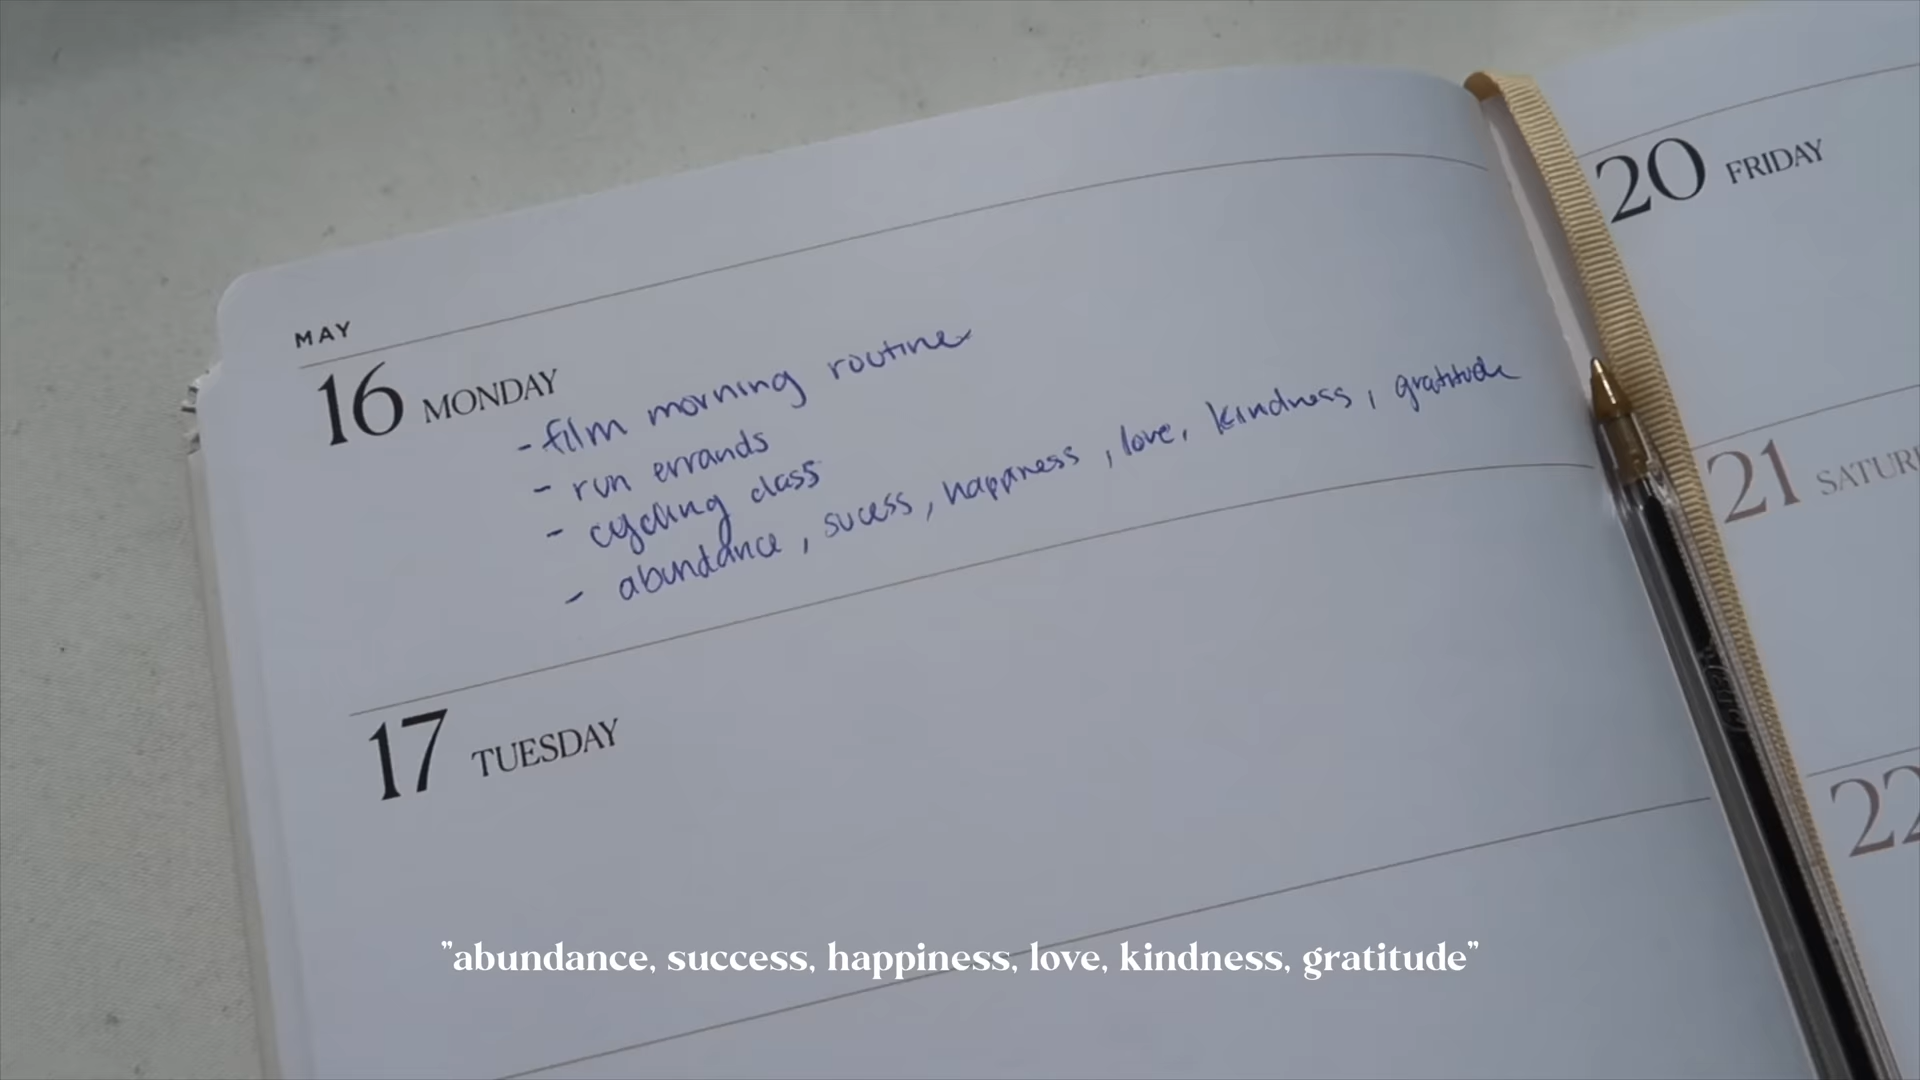 MAY
16 MONDAY
- film morning routine
- run errands
- cycling class
- abundance, sucess, happiness, love, kindness, gratitude
17 TUESDAY
20 FRIDAY
21 SATUR
22
"abundance, success, happiness, love, kindness, gratitude"